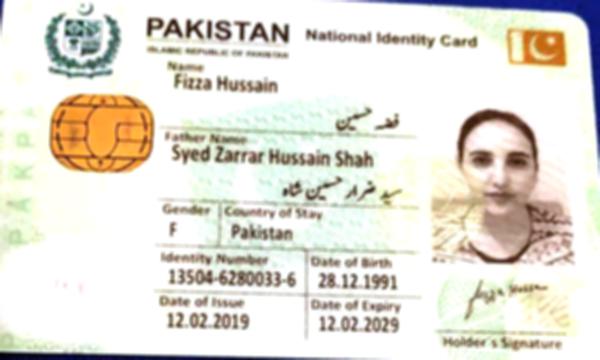 PAKISTAN National Identity Card
ISLAMIC REPUBLIC OF PAKISTAN
Name
Fizza Hussain
فضہ حسین
Father Name
Syed Zarrar Hussain Shah
سید ضرار حسین شاہ
Gender Country of Stay
F Pakistan
Identity Number Date of Birth
13504-6280033-6 28.12.1991
Date of Issue Date of Expiry
12.02.2019 12.02.2029
Holder's Signature